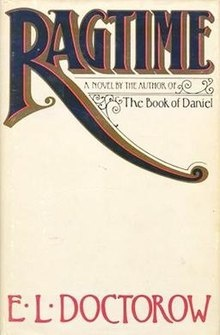 RAGTIME
A NOVEL BY THE AUTHOR OF
The Book of Daniel
E·L·DOCTOROW